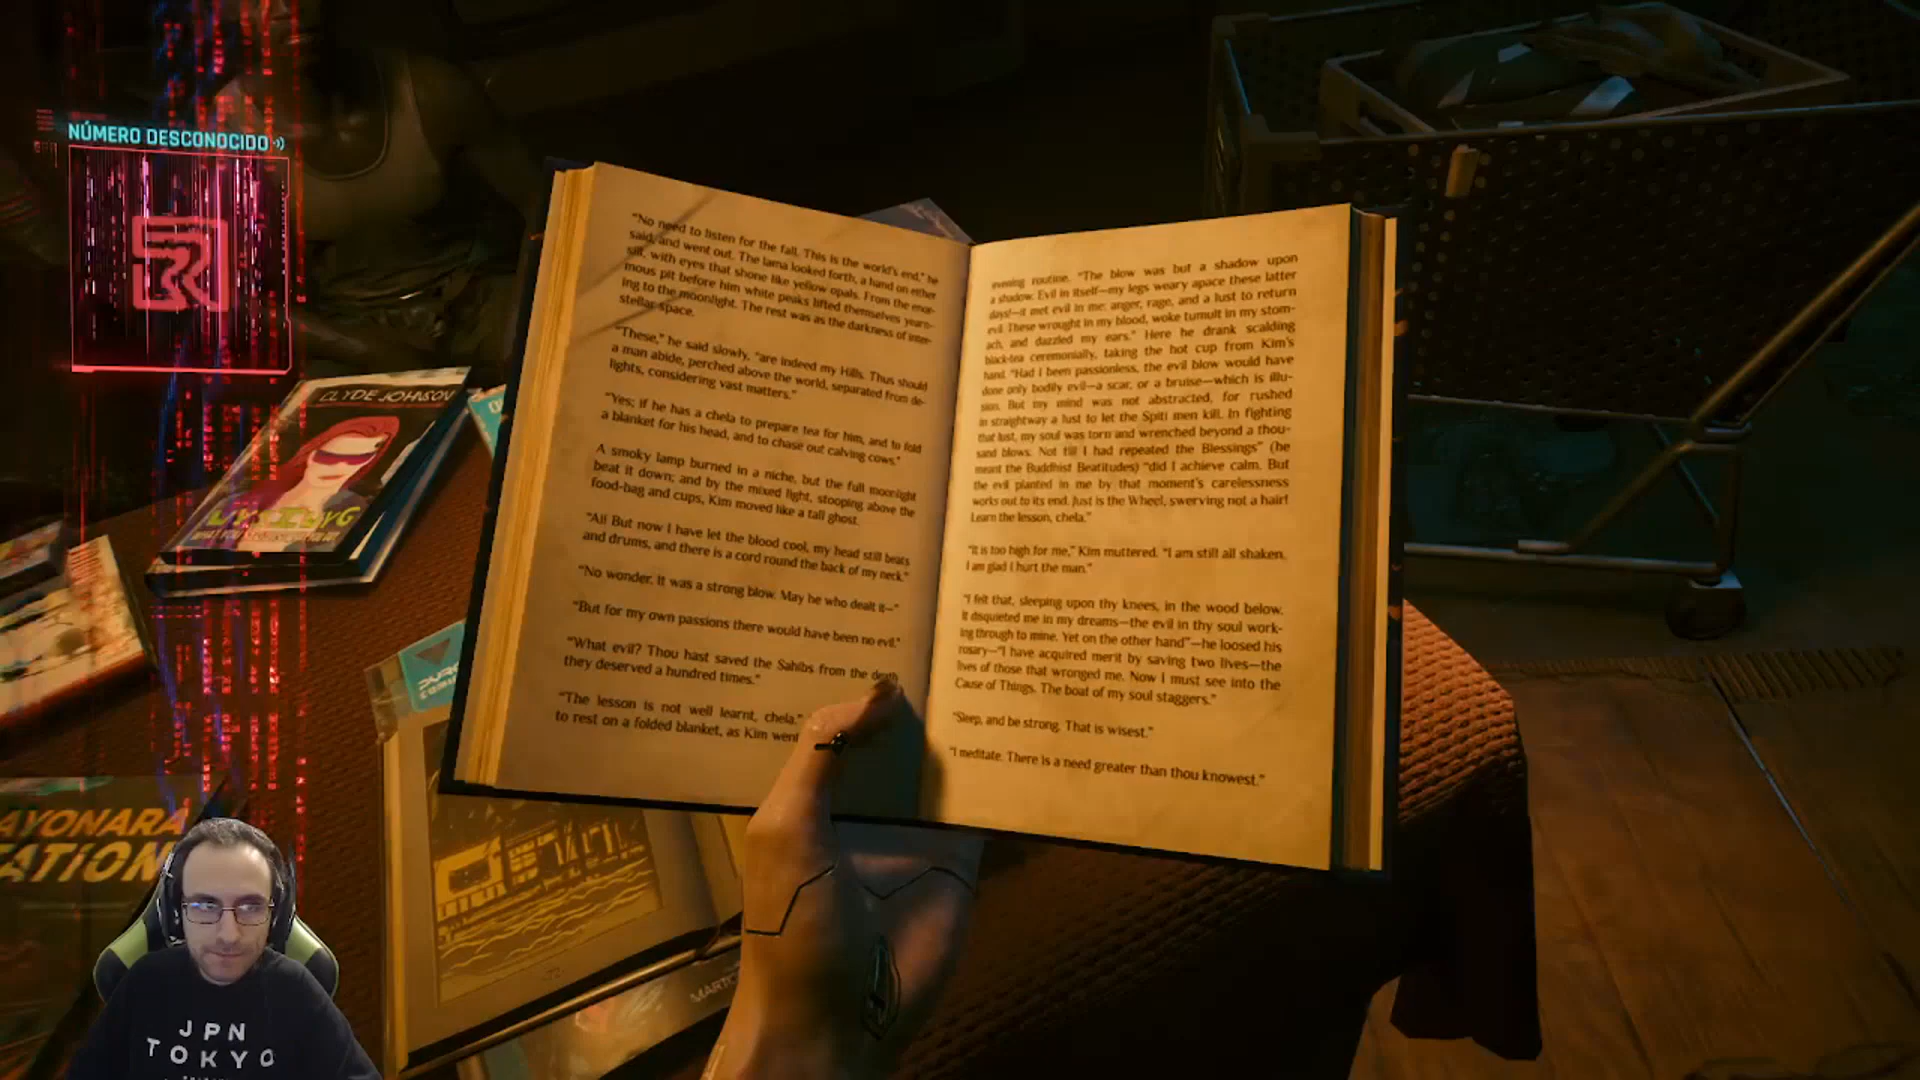 NÚMERO DESCONOCIDO
"No need to listen for the fall. This is the world's end," he
said, and went out. The lama looked forth, a hand on either
sill, with eyes that shone like yellow opals. From the enor-
mous pit before him white peaks lifted themselves yearn-
ing to the moonlight. The rest was as the darkness of inter-
stellar space.
"These," he said slowly, "are indeed my Hills. Thus should
a man abide, perched above the world, separated from de-
lights, considering vast matters."
"Yes; if he has a chela to prepare tea for him, and to fold
a blanket for his head, and to chase out calving cows."
A smoky lamp burned in a niche, but the full moonlight
beat it down; and by the mixed light, stooping above the
food-bag and cups, Kim moved like a tall ghost.
"Ai! But now I have let the blood cool, my head still beats
and drums, and there is a cord round the back of my neck."
"No wonder. It was a strong blow. May he who dealt it—"
"But for my own passions there would have been no evil."
"What evil? Thou hast saved the Sahibs from the death
they deserved a hundred times."
"The lesson is not well learnt, chela."
to rest on a folded blanket, as Kim went
evening routine. "The blow was but a shadow upon
a shadow. Evil in itself—my legs weary apace these latter
days!—it met evil in me: anger, rage, and a lust to return
evil. These wrought in my blood, woke tumult in my stom-
ach, and dazzled my ears." Here he drank scalding
black-tea ceremonially, taking the hot cup from Kim's
hand. "Had I been passionless, the evil blow would have
done only bodily evil—a scar, or a bruise—which is illu-
sion. But my mind was not abstracted, for rushed
in straightway a lust to let the Spiti men kill. In fighting
that lust, my soul was torn and wrenched beyond a thou-
sand blows. Not till I had repeated the Blessings" (he
meant the Buddhist Beatitudes) "did I achieve calm. But
the evil planted in me by that moment's carelessness
works out to its end. Just is the Wheel, swerving not a hair!
Learn the lesson, chela."
"It is too high for me," Kim muttered. "I am still all shaken.
I am glad I hurt the man."
"I felt that, sleeping upon thy knees, in the wood below.
It disquieted me in my dreams—the evil in thy soul work-
ing through to mine. Yet on the other hand"—he loosed his
rosary—"I have acquired merit by saving two lives—the
lives of those that wronged me. Now I must see into the
Cause of Things. The boat of my soul staggers."
"Sleep, and be strong. That is wisest."
"I meditate. There is a need greater than thou knowest."
CLYDE JOHNSON
AYONARA
TATION
JPN
TOKYO